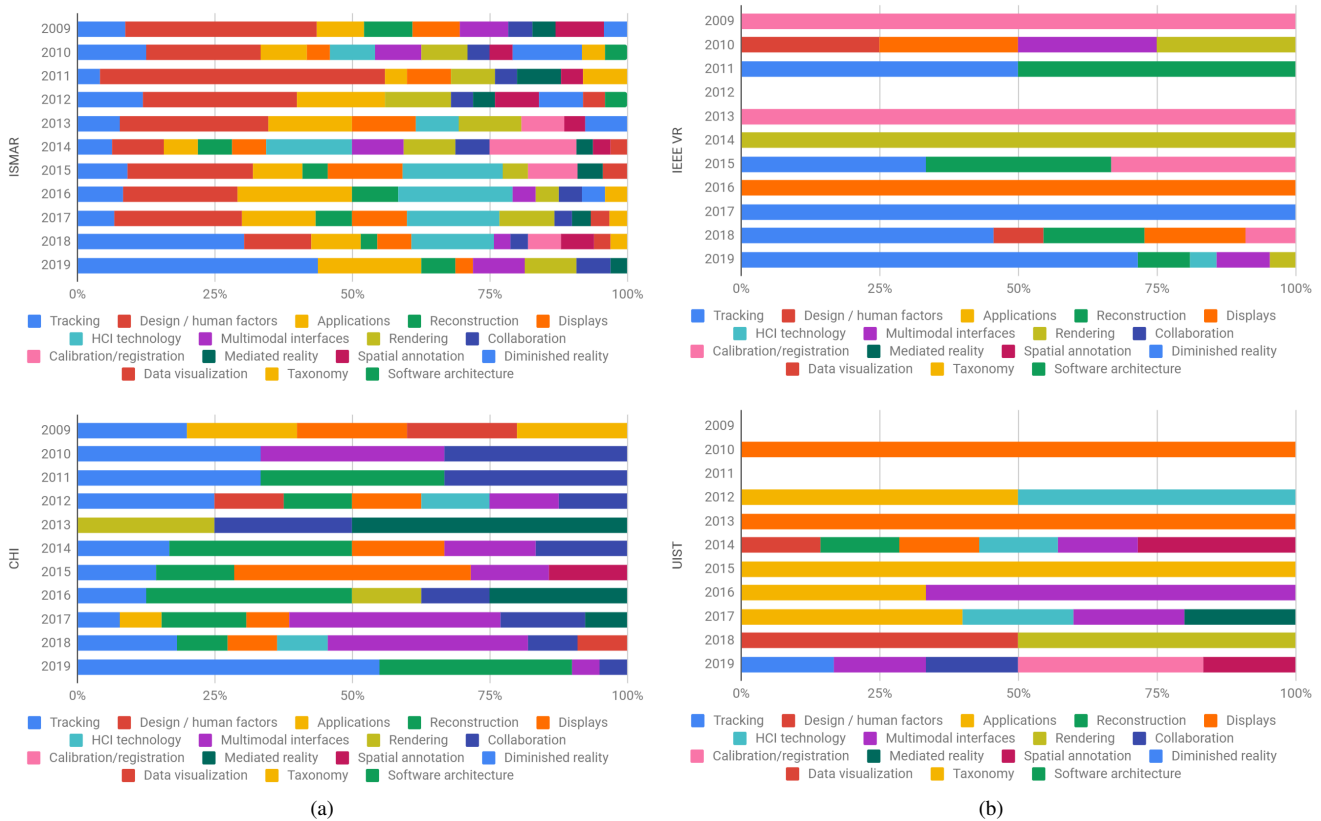 ISMAR
2009
2010
2011
2012
2013
2014
2015
2016
2017
2018
2019
0% 25% 50% 75% 100%
Tracking Design / human factors Applications Reconstruction Displays
HCI technology Multimodal interfaces Rendering Collaboration
Calibration/registration Mediated reality Spatial annotation Diminished reality
Data visualization Taxonomy Software architecture
CHI
2009
2010
2011
2012
2013
2014
2015
2016
2017
2018
2019
0% 25% 50% 75% 100%
Tracking Design / human factors Applications Reconstruction Displays
HCI technology Multimodal interfaces Rendering Collaboration
Calibration/registration Mediated reality Spatial annotation Diminished reality
Data visualization Taxonomy Software architecture
(a)
IEEE VR
2009
2010
2011
2012
2013
2014
2015
2016
2017
2018
2019
0% 25% 50% 75% 100%
Tracking Design / human factors Applications Reconstruction Displays
HCI technology Multimodal interfaces Rendering Collaboration
Calibration/registration Mediated reality Spatial annotation Diminished reality
Data visualization Taxonomy Software architecture
UIST
2009
2010
2011
2012
2013
2014
2015
2016
2017
2018
2019
0% 25% 50% 75% 100%
Tracking Design / human factors Applications Reconstruction Displays
HCI technology Multimodal interfaces Rendering Collaboration
Calibration/registration Mediated reality Spatial annotation Diminished reality
Data visualization Taxonomy Software architecture
(b)